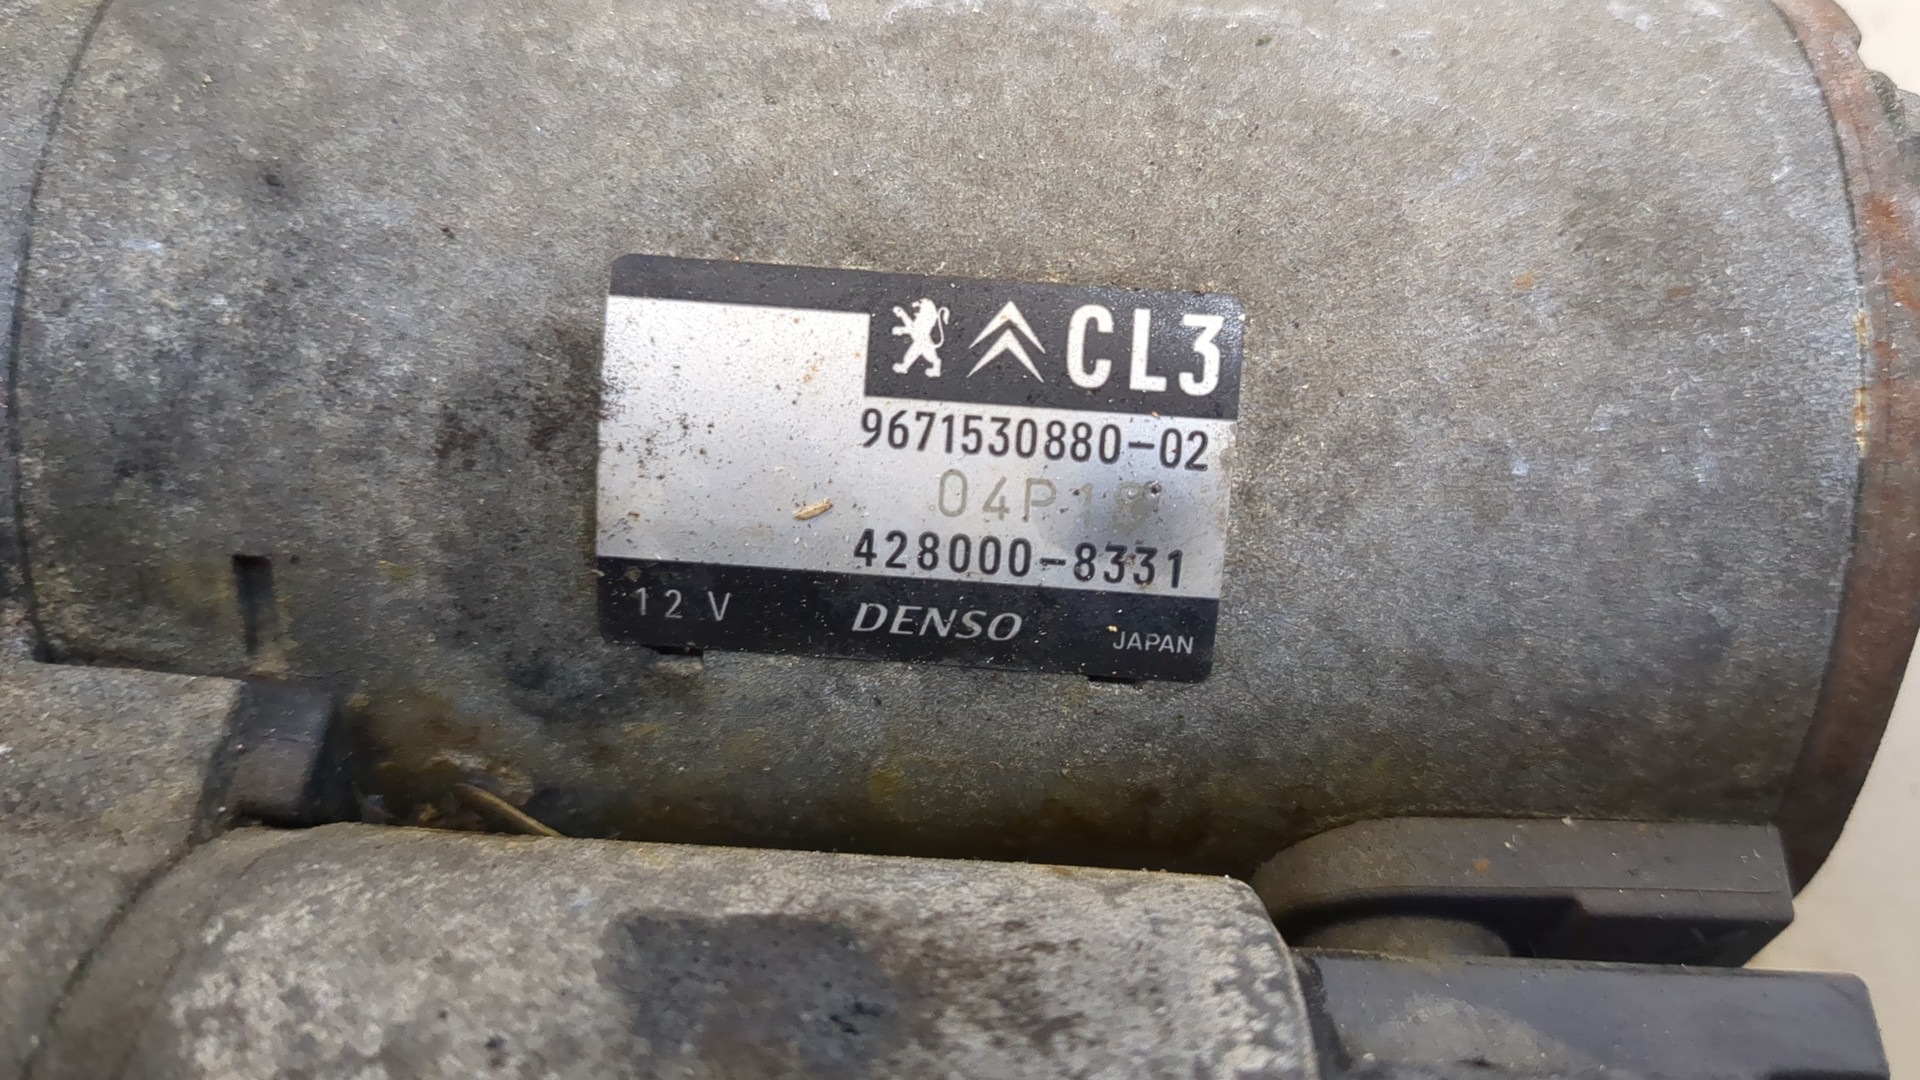 CL3
9671530880-02
428000-8331
12 V DENSO JAPAN